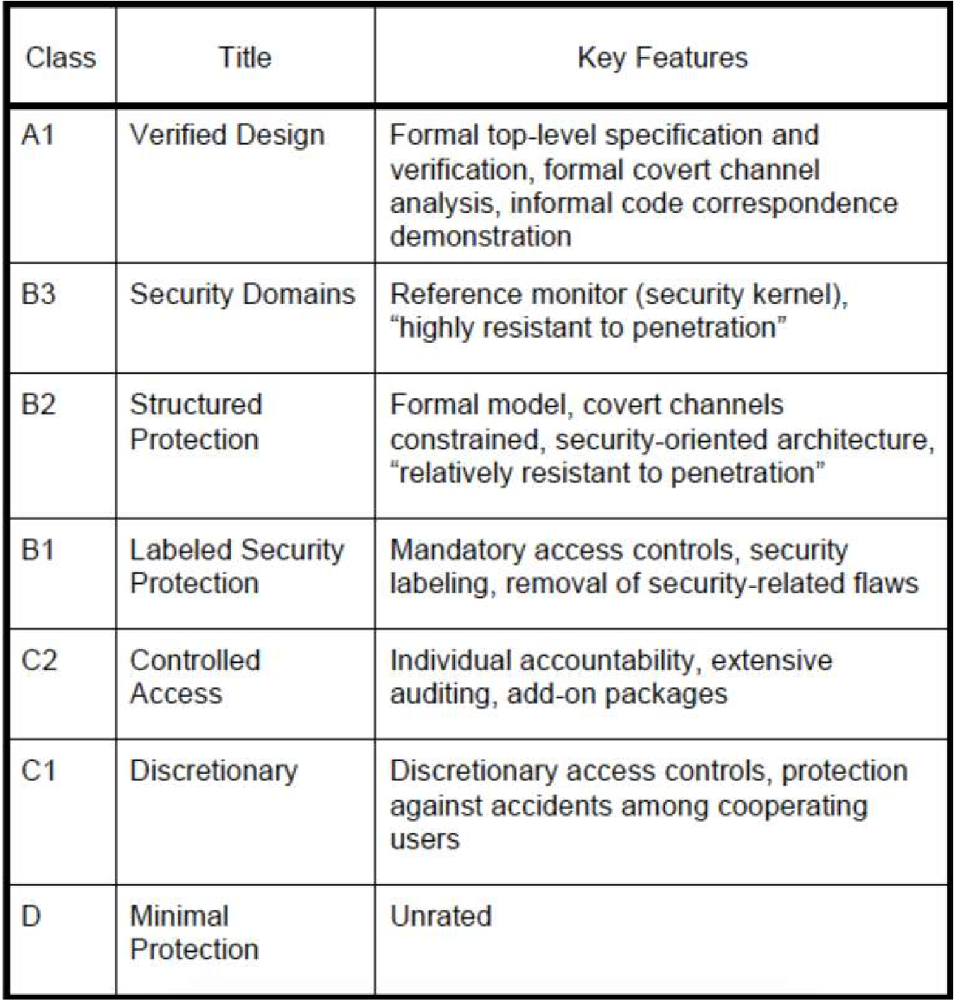 Class Title Key Features
A1 Verified Design Formal top-level specification and
verification, formal covert channel
analysis, informal code correspondence
demonstration
B3 Security Domains Reference monitor (security kernel),
“highly resistant to penetration”
B2 Structured Formal model, covert channels
Protection constrained, security-oriented architecture,
“relatively resistant to penetration”
B1 Labeled Security Mandatory access controls, security
Protection labeling, removal of security-related flaws
C2 Controlled Individual accountability, extensive
Access auditing, add-on packages
C1 Discretionary Discretionary access controls, protection
against accidents among cooperating
users
D Minimal Unrated
Protection